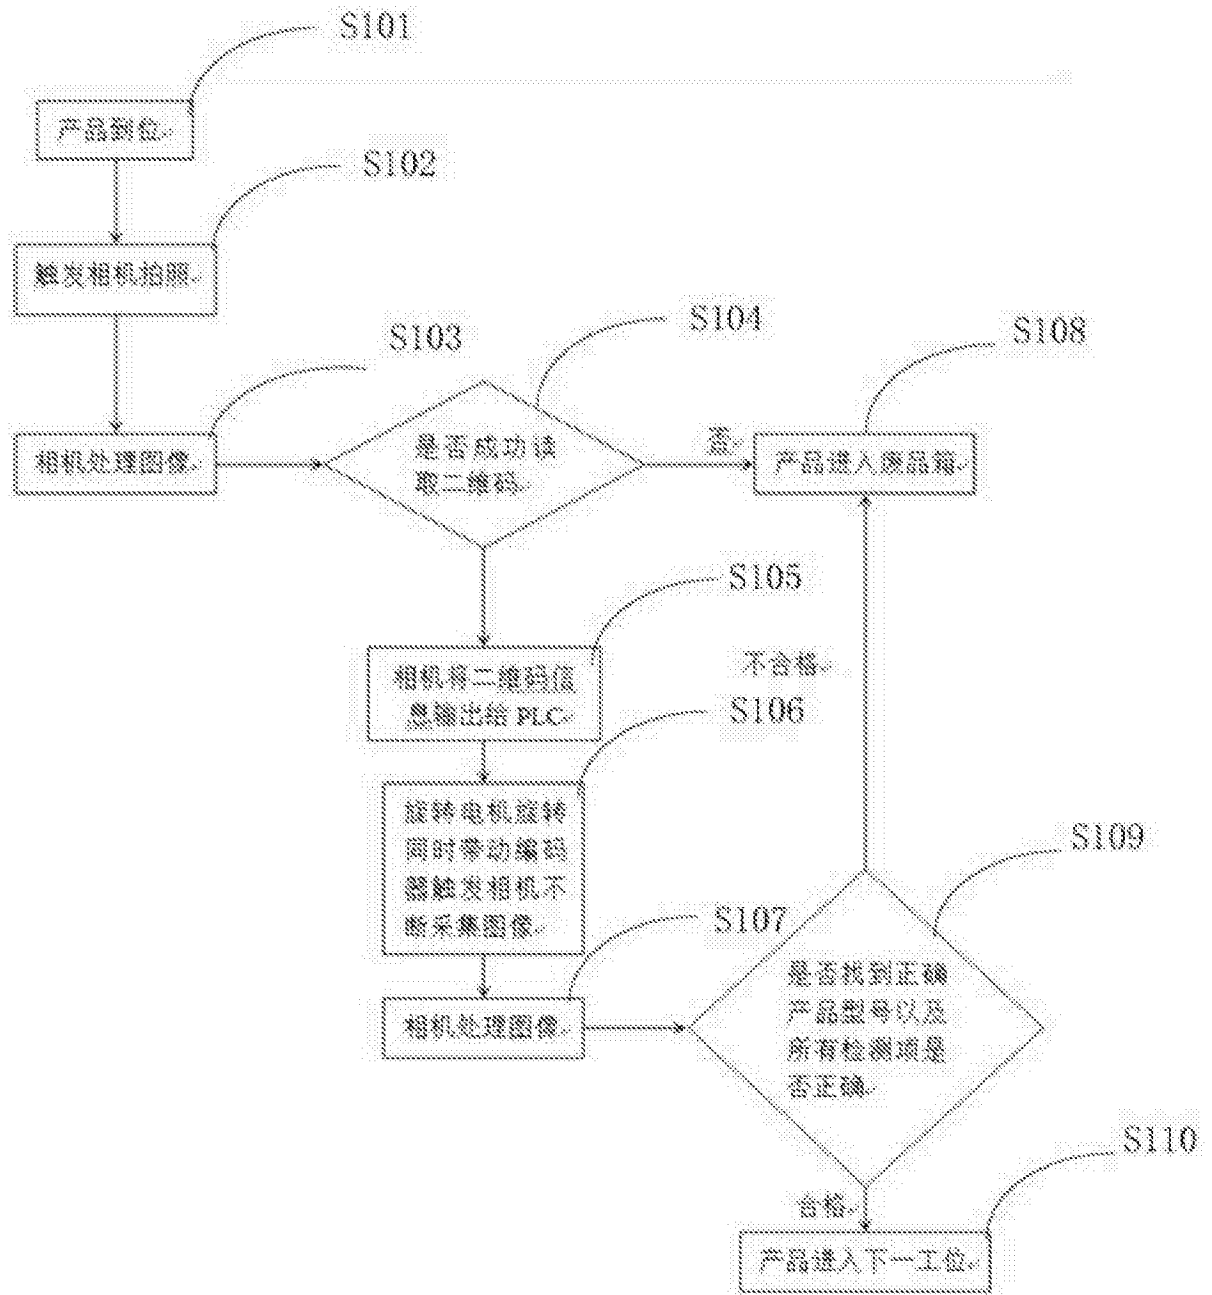 S101
产品到位
S102
触发相机拍照
S103
相机处理图像
S104
是否成功读
取二维码
否
S108
产品进入废品箱
S105
相机将二维码信
息输出给PLC
不合格
S106
旋转电机旋转
同时带动编码
器触发相机不
断采集图像
S107
相机处理图像
S109
是否找到正确
产品型号以及
所有检测项是
否正确
S110
合格
产品进入下一工位